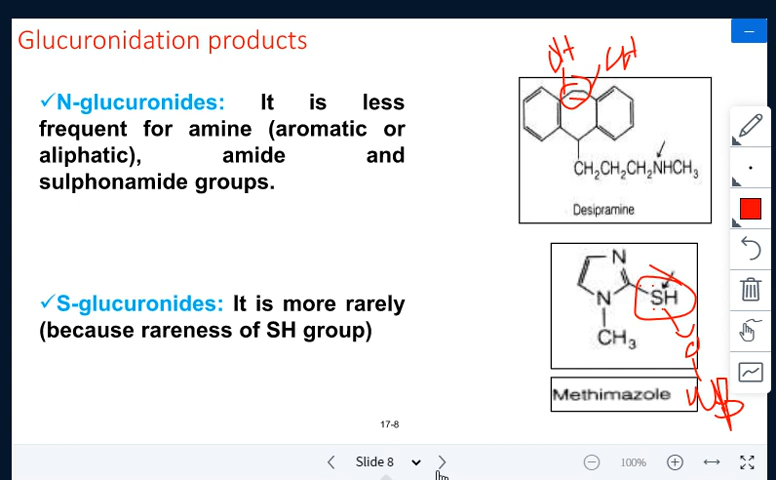 Glucuronidation products
✓N-glucuronides: It is less
frequent for amine (aromatic or
aliphatic), amide and
sulphonamide groups.
CH₂CH₂CH₂NHCH₃
Desipramine
✓S-glucuronides: It is more rarely
(because rareness of SH group)
N
N
SH
CH₃
Methimazole
17-8
Slide 8
100%